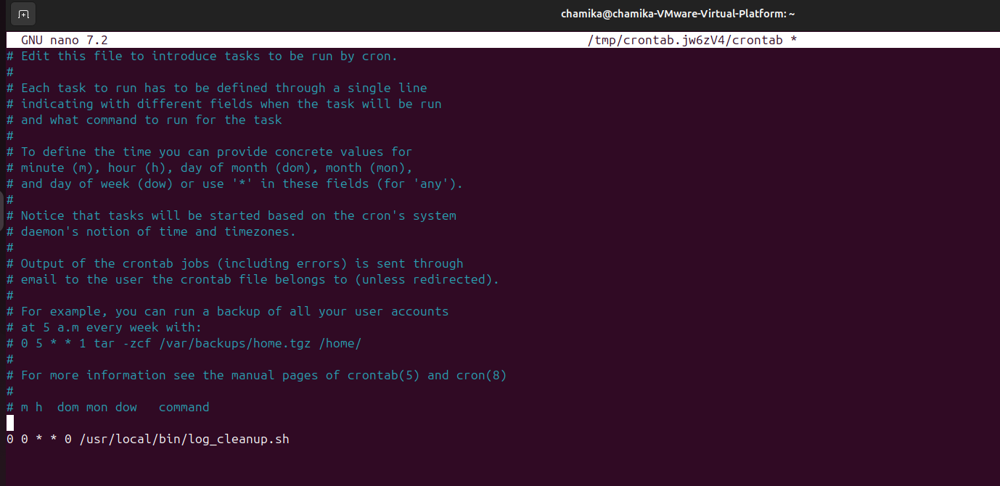 chamika@chamika-VMware-Virtual-Platform: ~
GNU nano 7.2 /tmp/crontab.jw6zV4/crontab *
# Edit this file to introduce tasks to be run by cron.
#
# Each task to run has to be defined through a single line
# indicating with different fields when the task will be run
# and what command to run for the task
#
# To define the time you can provide concrete values for
# minute (m), hour (h), day of month (dom), month (mon),
# and day of week (dow) or use '*' in these fields (for 'any').
#
# Notice that tasks will be started based on the cron's system
# daemon's notion of time and timezones.
#
# Output of the crontab jobs (including errors) is sent through
# email to the user the crontab file belongs to (unless redirected).
#
# For example, you can run a backup of all your user accounts
# at 5 a.m every week with:
# 0 5 * * 1 tar -zcf /var/backups/home.tgz /home/
#
# For more information see the manual pages of crontab(5) and cron(8)
#
# m h  dom mon dow   command
0 0 * * 0 /usr/local/bin/log_cleanup.sh